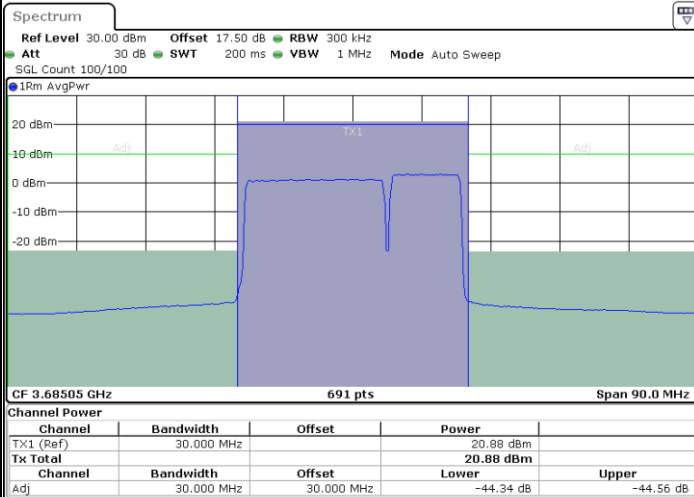 Spectrum
Ref Level 30.00 dBm Offset 17.50 dB RBW 300 kHz
Att 30 dB SWT 200 ms VBW 1 MHz Mode Auto Sweep
SGL Count 100/100
1Rm AvgPwr
20 dBm
TX1
Adj
Adj
10 dBm
0 dBm
-10 dBm
-20 dBm
CF 3.68505 GHz 691 pts Span 90.0 MHz
Channel Power
Channel Bandwidth Offset Power
TX1 (Ref) 30.000 MHz 20.88 dBm
Tx Total 20.88 dBm
Channel Bandwidth Offset Lower Upper
Adj 30.000 MHz 30.000 MHz -44.34 dB -44.56 dB